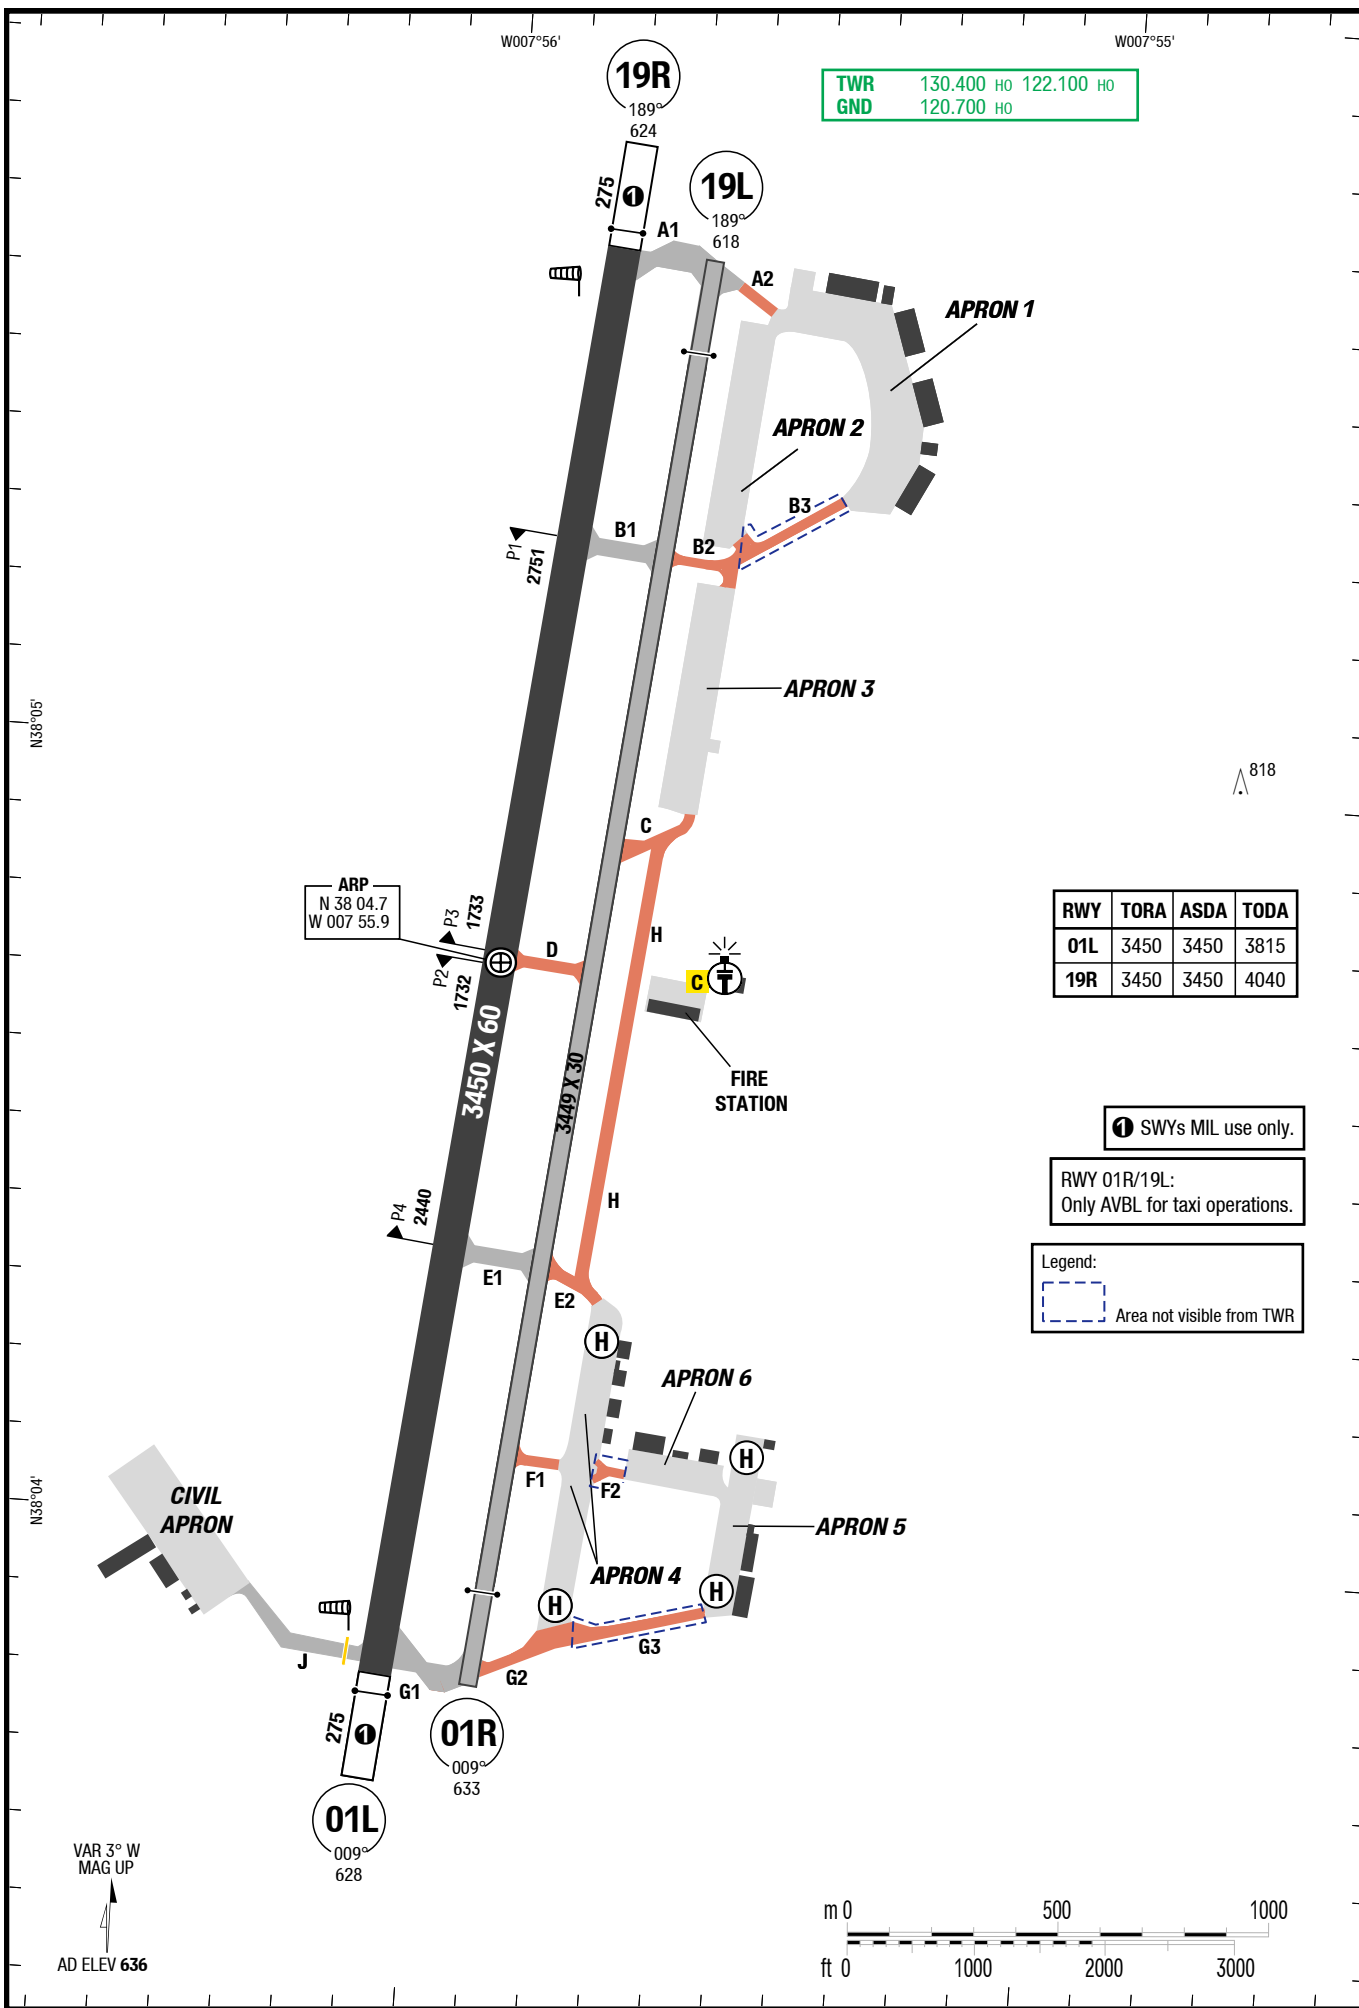 W007°56'
W007°55'
19R
189°
624
TWR 130.400 HO 122.100 HO
GND 120.700 HO
275
1
19L
189°
618
A1
A2
APRON 1
APRON 2
B3
B1
B2
P1
2751
APRON 3
N38°05'
818
C
ARP
N 38 04.7
W 007 55.9
P3
1733
P2
1732
D
H
C
RWY TORA ASDA TODA
01L 3450 3450 3815
19R 3450 3450 4040
3450 X 60
3449 X 30
FIRE
STATION
1 SWYs MIL use only.
RWY 01R/19L:
Only AVBL for taxi operations.
P4
2440
H
E1
E2
Legend:
Area not visible from TWR
H
APRON 6
H
F1
F2
N38°04'
CIVIL
APRON
APRON 5
APRON 4
H
H
G3
J
G2
G1
275
1
01R
009°
633
01L
009°
628
VAR 3° W
MAG UP
AD ELEV 636
m 0 500 1000
ft 0 1000 2000 3000